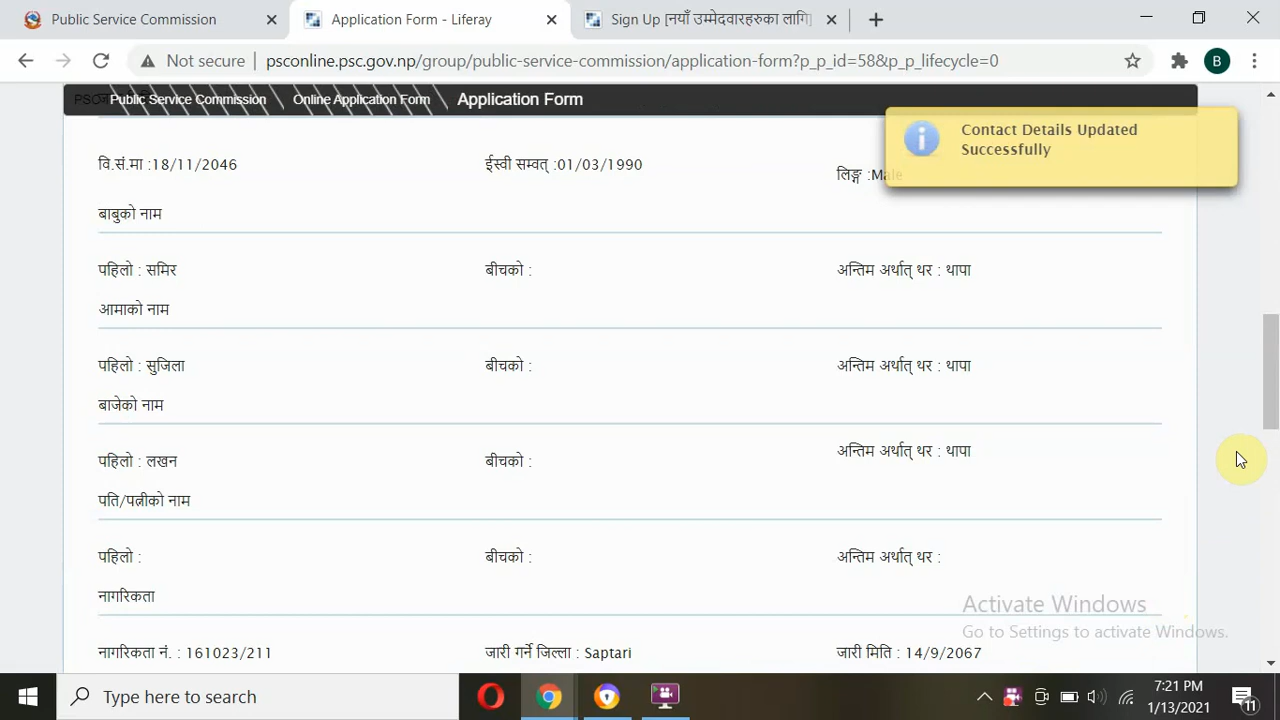 Public Service Commission
Application Form - Liferay
Sign Up [नयाँ उम्मेदवारहरुका लागि]
Not secure
psconline.psc.gov.np/group/public-service-commission/application-form?p_p_id=58&p_p_lifecycle=0
B
Public Service Commission
Online Application Form
Application Form
Contact Details Updated
Successfully
वि.सं.मा :18/11/2046
ईस्वी सम्वत् :01/03/1990
लिङ्ग :Male
बाबुको नाम
पहिलो : समिर
बीचको :
अन्तिम अर्थात् थर : थापा
आमाको नाम
पहिलो : सुजिला
बीचको :
अन्तिम अर्थात् थर : थापा
बाजेको नाम
पहिलो : लखन
बीचको :
अन्तिम अर्थात् थर : थापा
पति/पत्नीको नाम
पहिलो :
बीचको :
अन्तिम अर्थात् थर :
नागरिकता
Activate Windows
Go to Settings to activate Windows.
नागरिकता नं. : 161023/211
जारी गर्ने जिल्ला : Saptari
जारी मिति : 14/9/2067
Type here to search
7:21 PM
1/13/2021
11